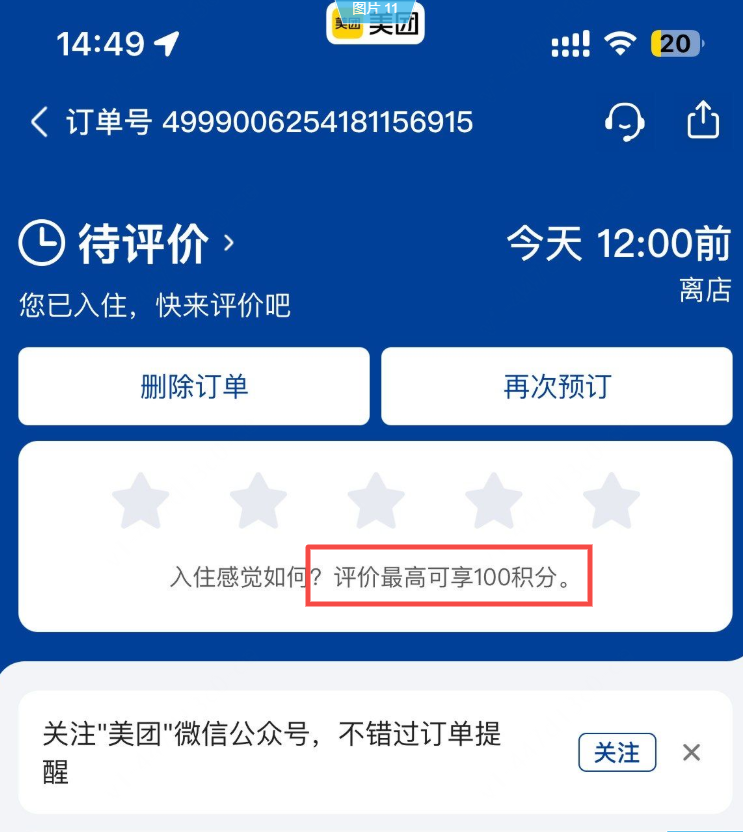 图片 11
14:49
美团 美团
20
订单号 4999006254181156915
待评价
今天 12:00前
离店
您已入住，快来评价吧
删除订单
再次预订
入住感觉如何？评价最高可享100积分。
关注"美团"微信公众号，不错过订单提
醒
关注